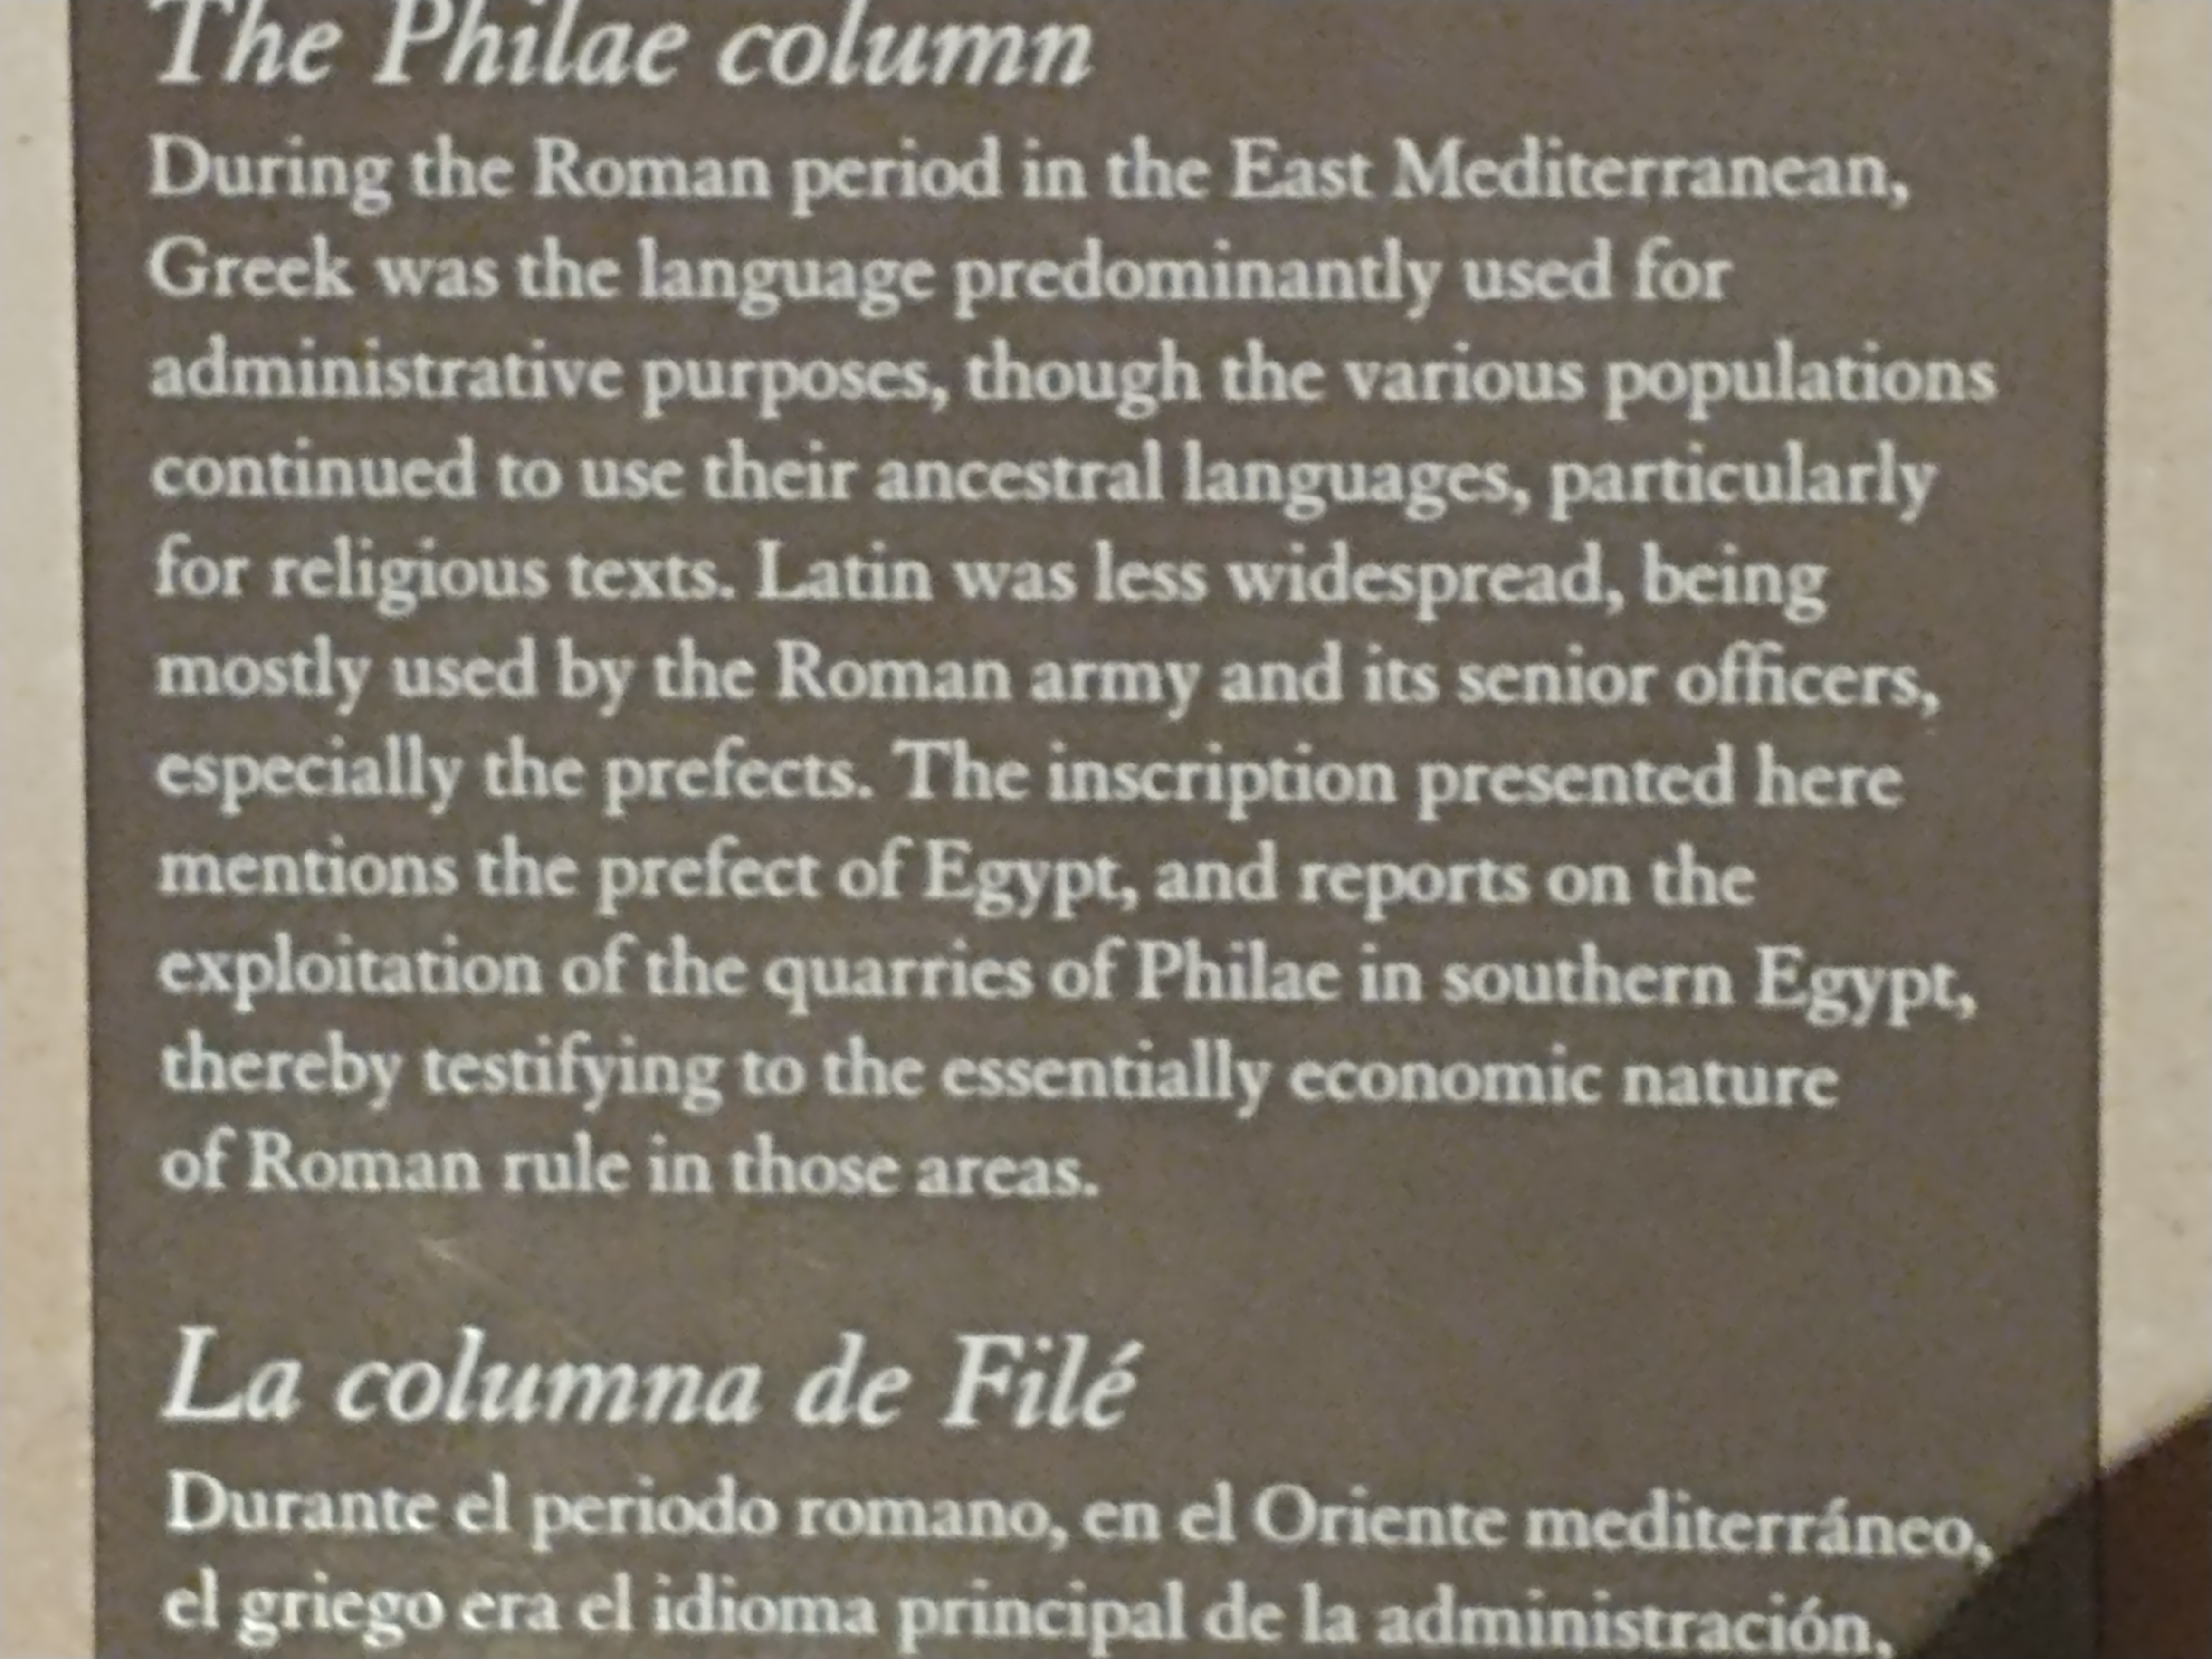 The Philae column
During the Roman period in the East Mediterranean,
Greek was the language predominantly used for
administrative purposes, though the various populations
continued to use their ancestral languages, particularly
for religious texts. Latin was less widespread, being
mostly used by the Roman army and its senior officers,
especially the prefects. The inscription presented here
mentions the prefect of Egypt, and reports on the
exploitation of the quarries of Philae in southern Egypt,
thereby testifying to the essentially economic nature
of Roman rule in those areas.
La columna de Filé
Durante el periodo romano, en el Oriente mediterráneo,
el griego era el idioma principal de la administración,